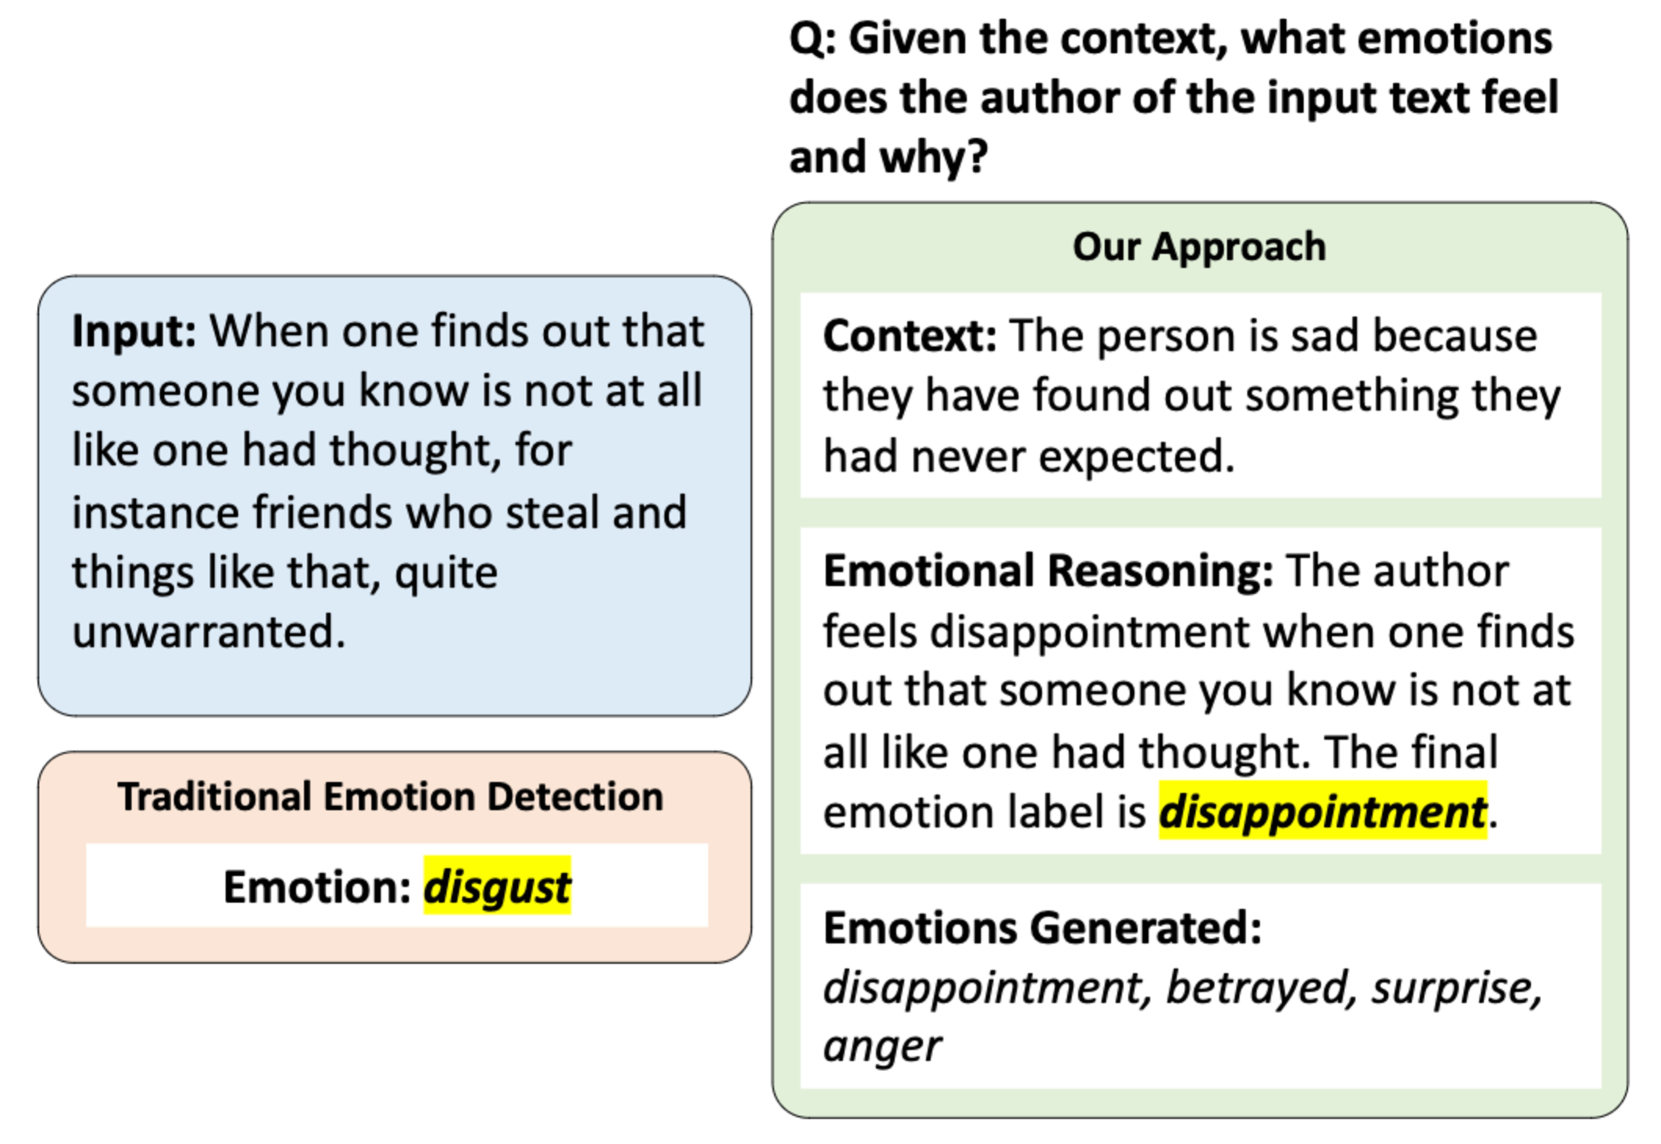 Q: Given the context, what emotions
does the author of the input text feel
and why?
Input: When one finds out that
someone you know is not at all
like one had thought, for
instance friends who steal and
things like that, quite
unwarranted.
Traditional Emotion Detection
Emotion: disgust
Our Approach
Context: The person is sad because
they have found out something they
had never expected.
Emotional Reasoning: The author
feels disappointment when one finds
out that someone you know is not at
all like one had thought. The final
emotion label is disappointment.
Emotions Generated:
disappointment, betrayed, surprise,
anger